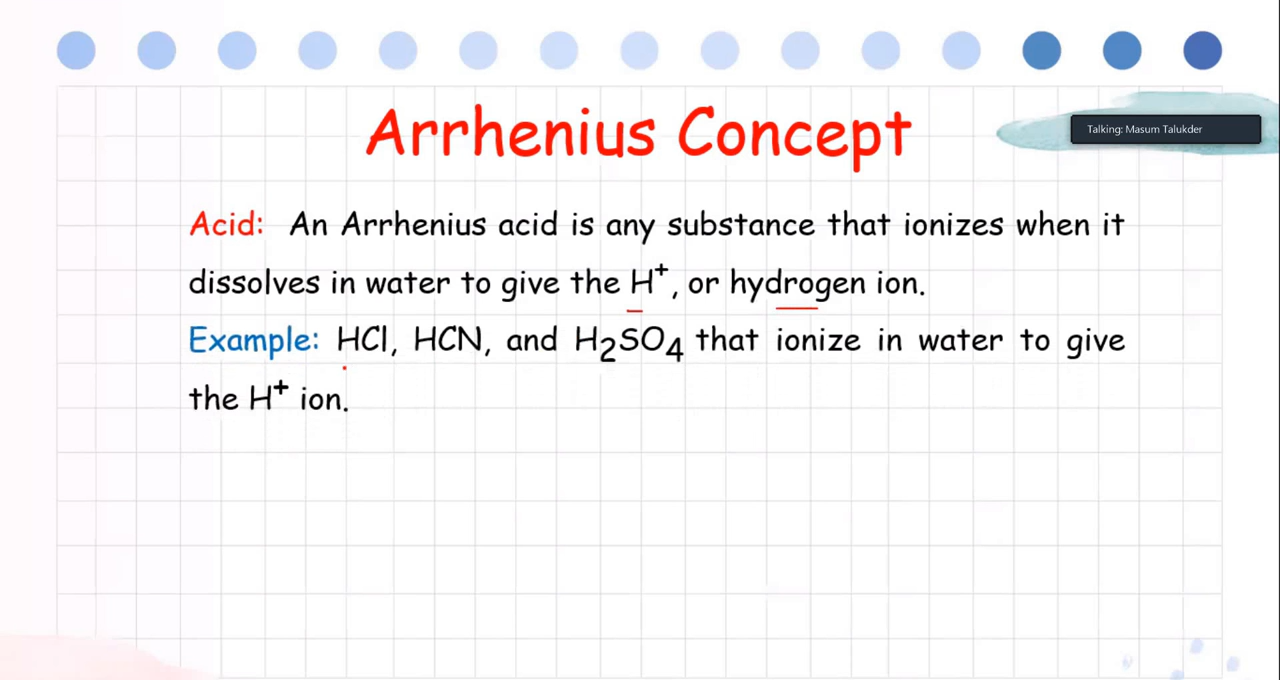 Arrhenius Concept
Talking: Masum Talukder
Acid: An Arrhenius acid is any substance that ionizes when it
dissolves in water to give the H⁺, or hydrogen ion.
Example: HCl, HCN, and H₂SO₄ that ionize in water to give
the H⁺ ion.